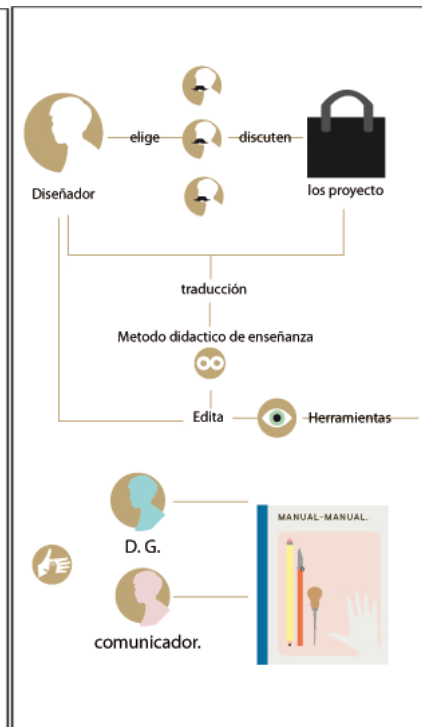 elige
discuten
Diseñador
los proyecto
traducción
Metodo didactico de enseñanza
Edita
Herramientas
MANUAL-MANUAL.
D. G.
comunicador.